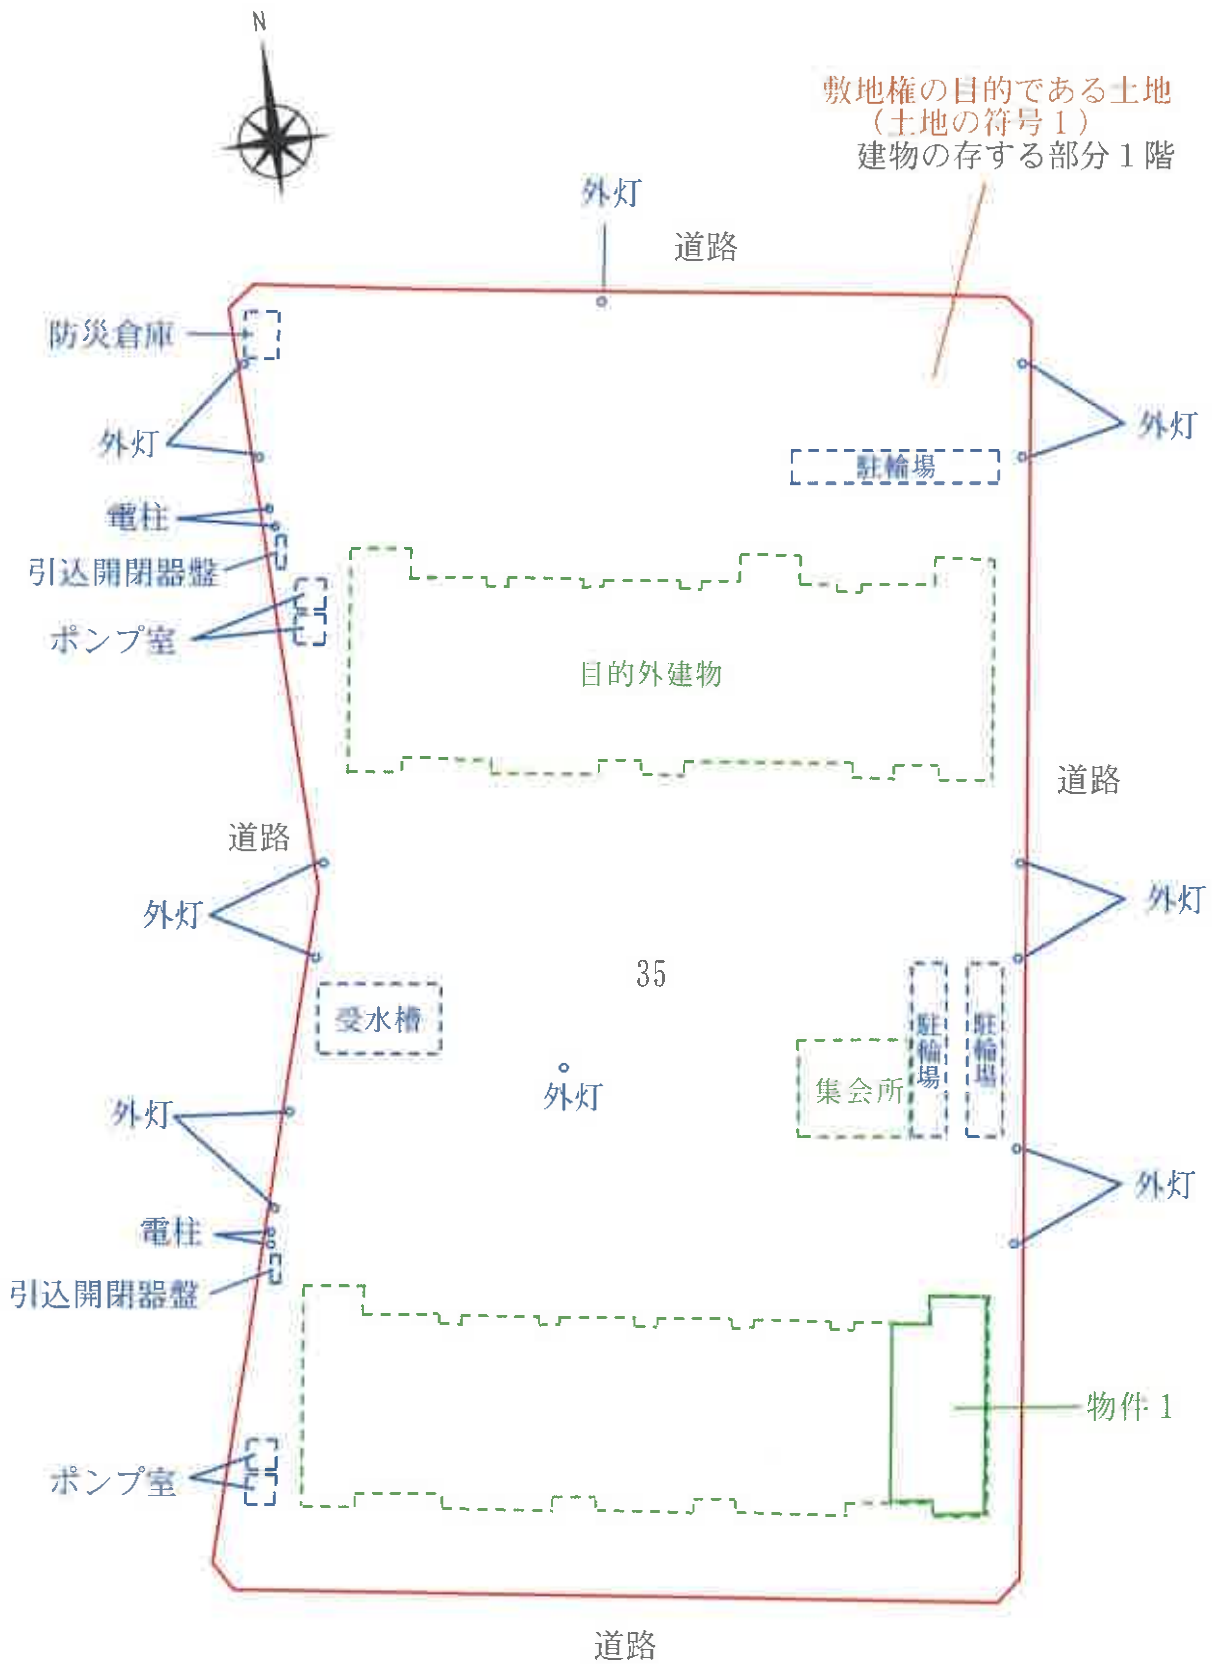 N
敷地権の目的である土地
（土地の符号１）
建物の存する部分１階
外灯
道路
防災倉庫
外灯
外灯
駐輪場
電柱
引込開閉器盤
ポンプ室
目的外建物
道路
道路
外灯
外灯
35
受水槽
駐輪場
駐輪場
集会所
外灯
外灯
外灯
電柱
引込開閉器盤
物件１
ポンプ室
道路